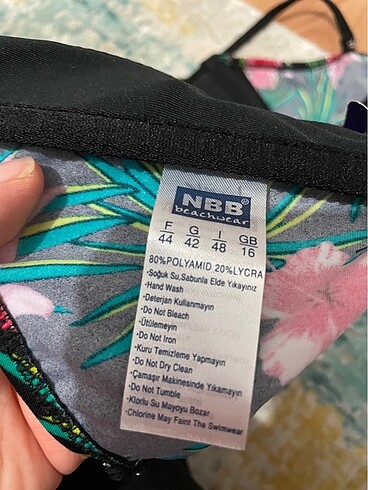 NBB®
beachwear
F G I GB
44 42 48 16
80%POLYAMID 20%LYCRA
·Soğuk Su.Sabunla Elde Yıkayınız
·Hand Wash
·Deterjan Kullanmayın
·Do Not Bleach
·Ütülemeyin
·Do Not Iron
·Kuru Temizleme Yapmayın
·Do Not Dry Clean
·Çamaşır Makinesinde Yıkamayın
·Do Not Tumble
·Klorlu Su Mayoyu Bozar
·Chlorine May Faint The Swimwear